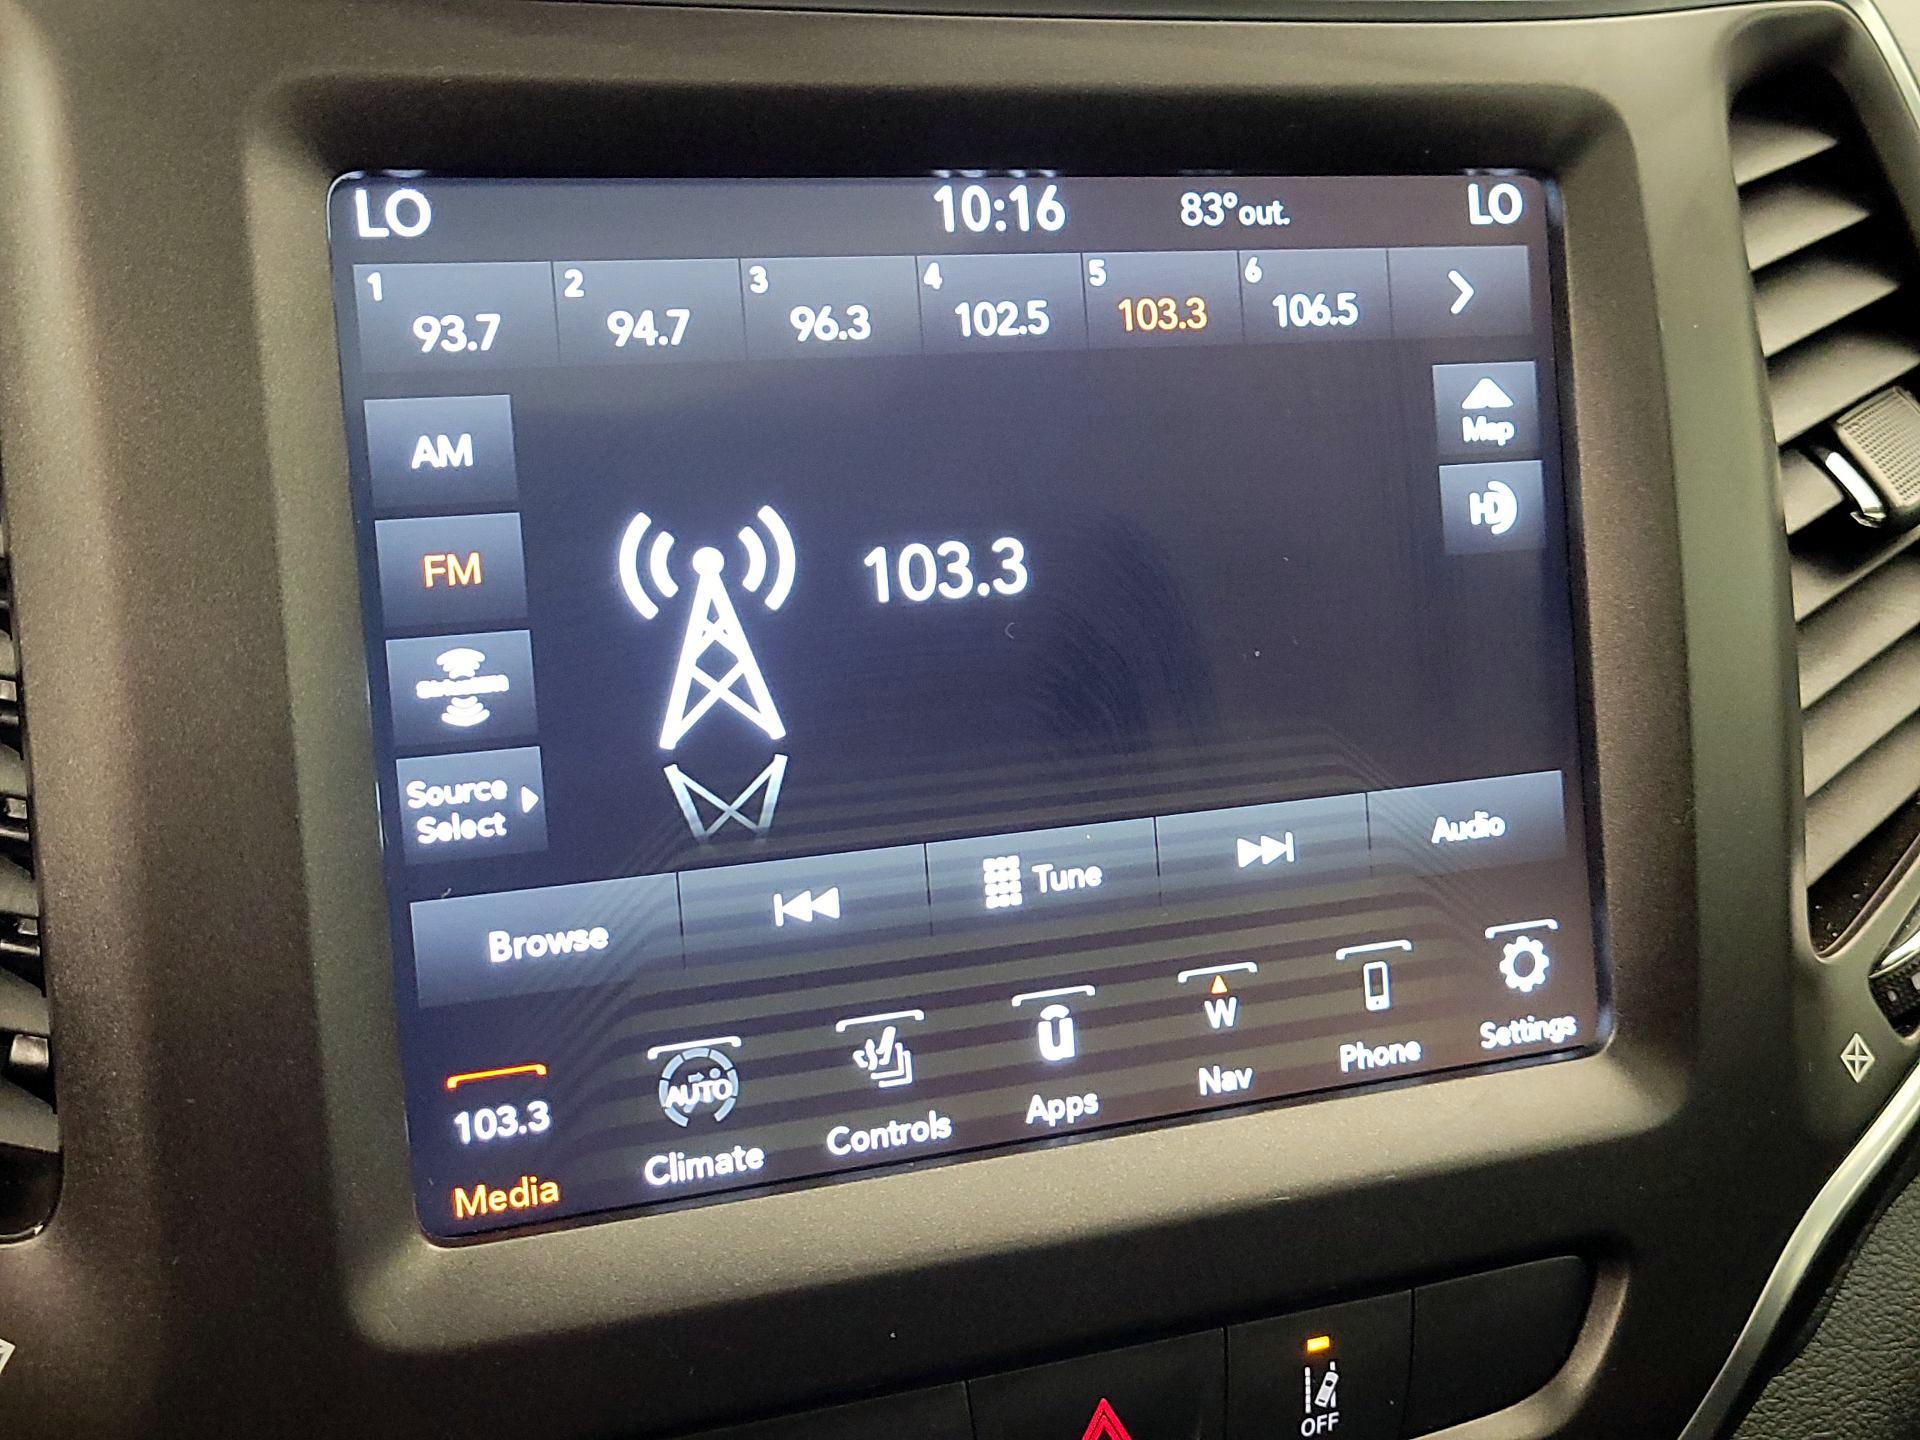 LO 10:16 83°out. LO
1 2 3 4 5 6
93.7 94.7 96.3 102.5 103.3 106.5
AM
Map
FM
HD
103.3
Source
Select
Browse Tune Audio
103.3 AUTO u W
Media Climate Controls Apps Nav Phone Settings
OFF